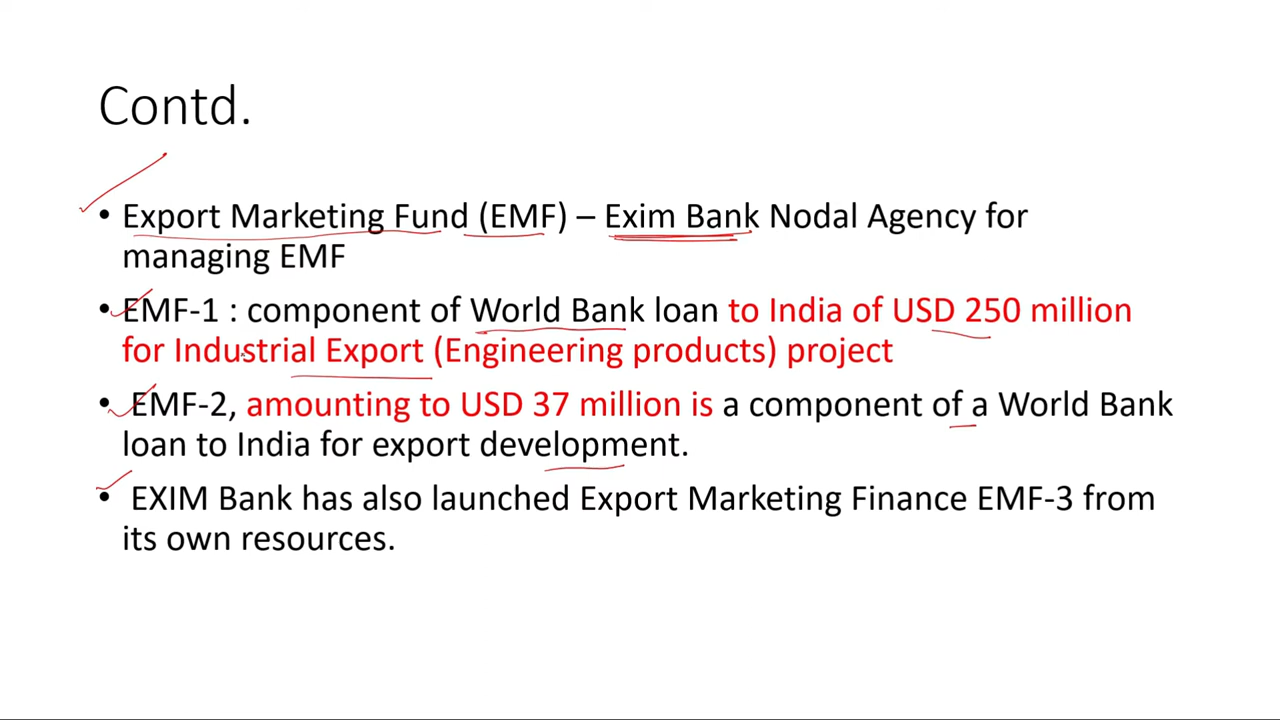 Contd.
• Export Marketing Fund (EMF) – Exim Bank Nodal Agency for
managing EMF
• EMF-1 : component of World Bank loan to India of USD 250 million
for Industrial Export (Engineering products) project
• EMF-2, amounting to USD 37 million is a component of a World Bank
loan to India for export development.
• EXIM Bank has also launched Export Marketing Finance EMF-3 from
its own resources.